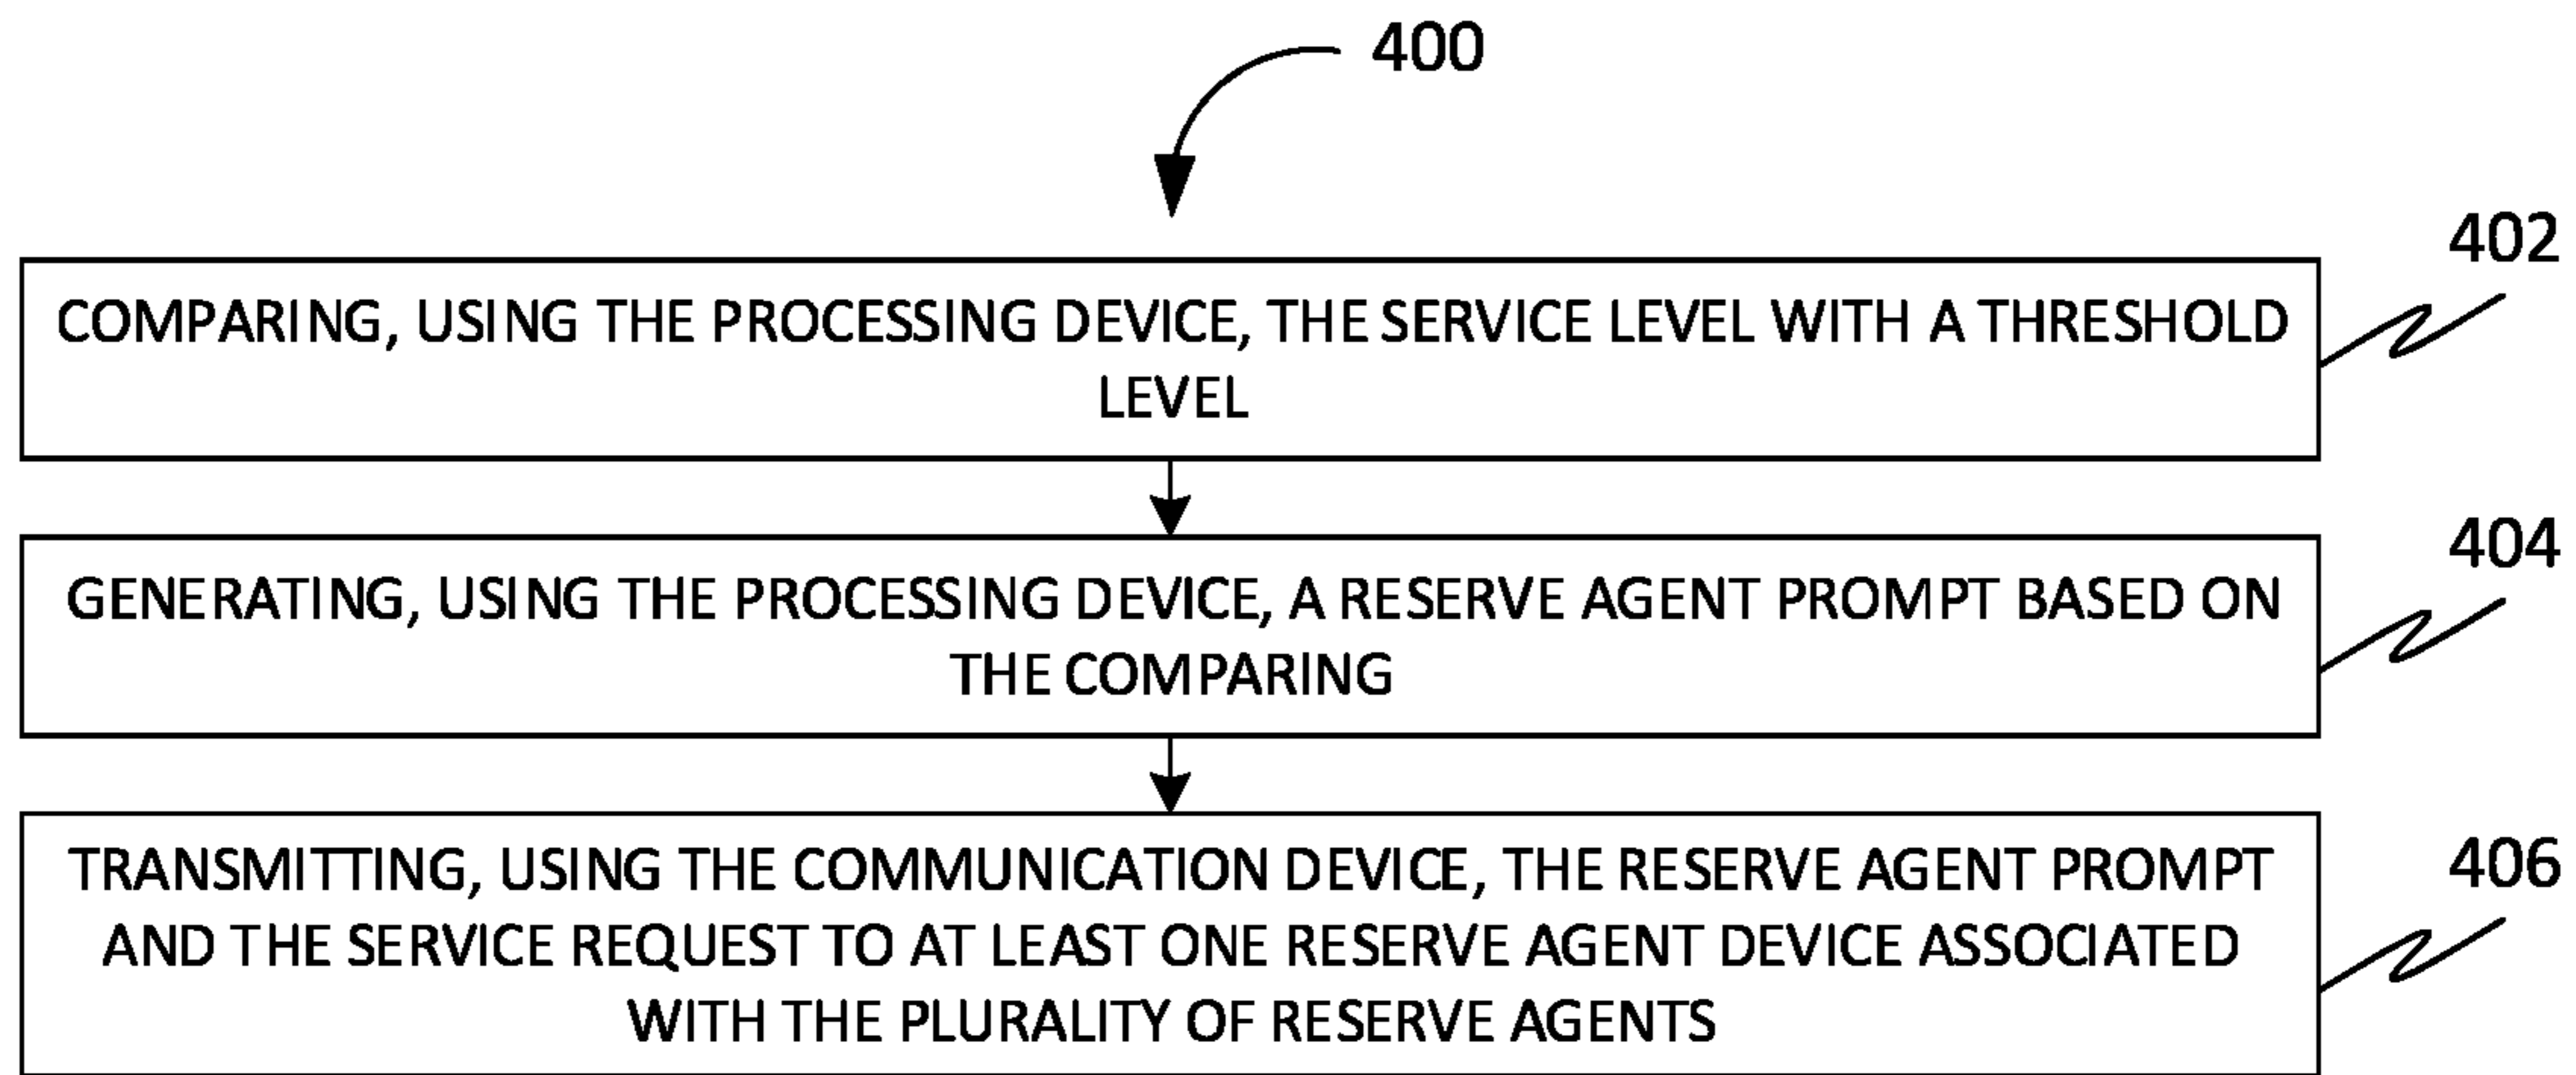 400
402
COMPARING, USING THE PROCESSING DEVICE, THE SERVICE LEVEL WITH A THRESHOLD
LEVEL
404
GENERATING, USING THE PROCESSING DEVICE, A RESERVE AGENT PROMPT BASED ON
THE COMPARING
406
TRANSMITTING, USING THE COMMUNICATION DEVICE, THE RESERVE AGENT PROMPT
AND THE SERVICE REQUEST TO AT LEAST ONE RESERVE AGENT DEVICE ASSOCIATED
WITH THE PLURALITY OF RESERVE AGENTS